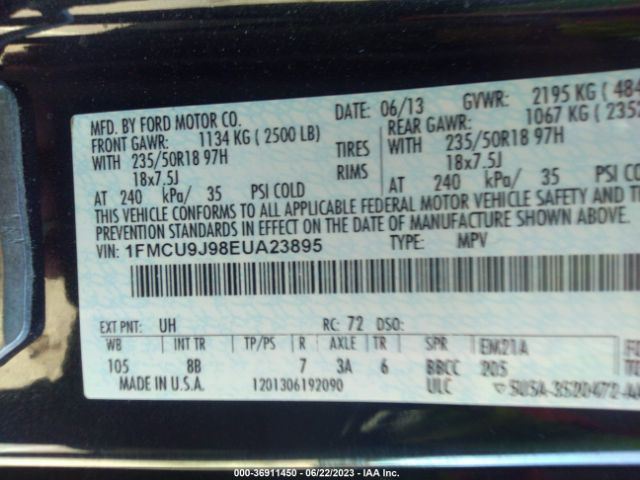 MFD. BY FORD MOTOR CO.
DATE: 06/13 GVWR: 2195 KG ( 484
FRONT GAWR: 1134 KG ( 2500 LB)
REAR GAWR: 1067 KG ( 235
WITH 235/50R18 97H TIRES WITH 235/50R18 97H
18x7.5J RIMS 18x7.5J
AT 240 kPa/ 35 PSI COLD AT 240 kPa/ 35 PSI COLD
THIS VEHICLE CONFORMS TO ALL APPLICABLE FEDERAL MOTOR VEHICLE SAFETY AND T
PREVENTION STANDARDS IN EFFECT ON THE DATE OF MANUFACTURE SHOWN ABOVE.
VIN: 1FMCU9J98EUA23895 TYPE: MPV
EXT PNT: UH RC: 72 DSO:
WB INT TR TP/PS R AXLE TR SPR EM21A
105 8B 7 3A 6 BBCC 205
MADE IN U.S.A. 1201306192090 ULC 5U5A-3520472-AA
000-36911450 - 06/22/2023 - IAA Inc.